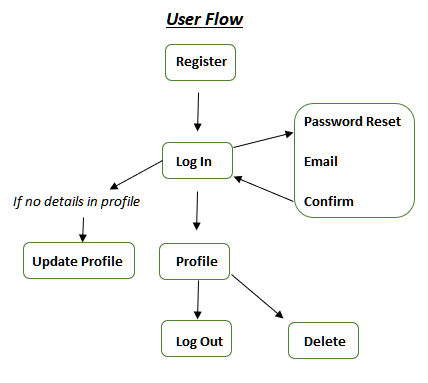 User Flow
Register
Password Reset
Log In
Email
If no details in profile
Confirm
Update Profile
Profile
Log Out
Delete